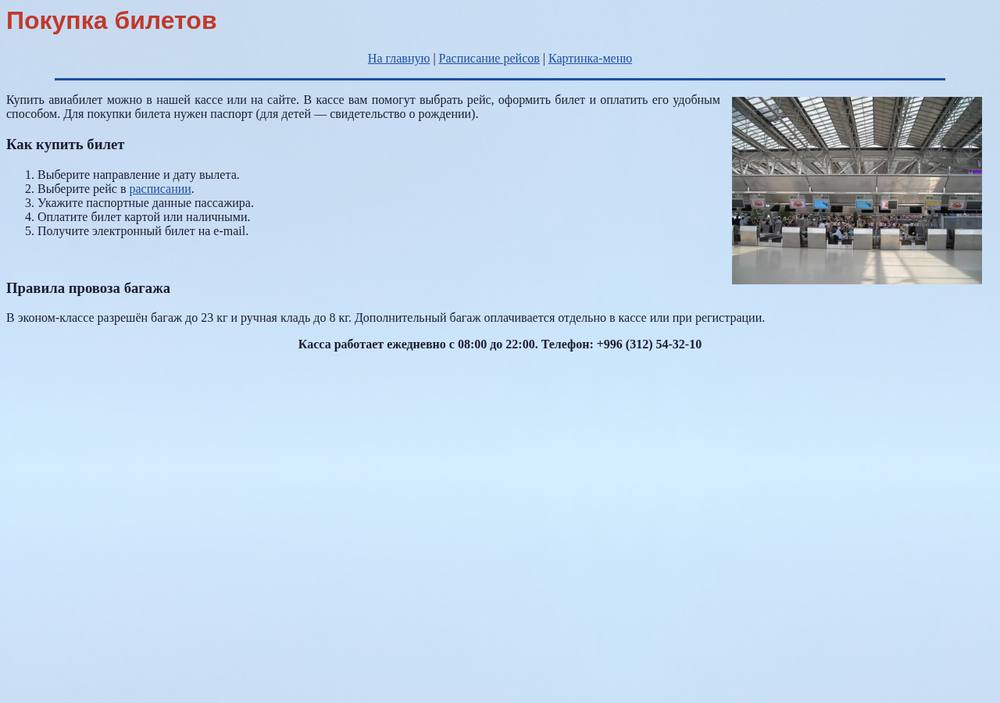 Покупка билетов
На главную | Расписание рейсов | Картинка-меню
Купить авиабилет можно в нашей кассе или на сайте. В кассе вам помогут выбрать рейс, оформить билет и оплатить его удобным
способом. Для покупки билета нужен паспорт (для детей — свидетельство о рождении).
Как купить билет
1. Выберите направление и дату вылета.
2. Выберите рейс в расписании.
3. Укажите паспортные данные пассажира.
4. Оплатите билет картой или наличными.
5. Получите электронный билет на e-mail.
Правила провоза багажа
В эконом-классе разрешён багаж до 23 кг и ручная кладь до 8 кг. Дополнительный багаж оплачивается отдельно в кассе или при регистрации.
Касса работает ежедневно с 08:00 до 22:00. Телефон: +996 (312) 54-32-10